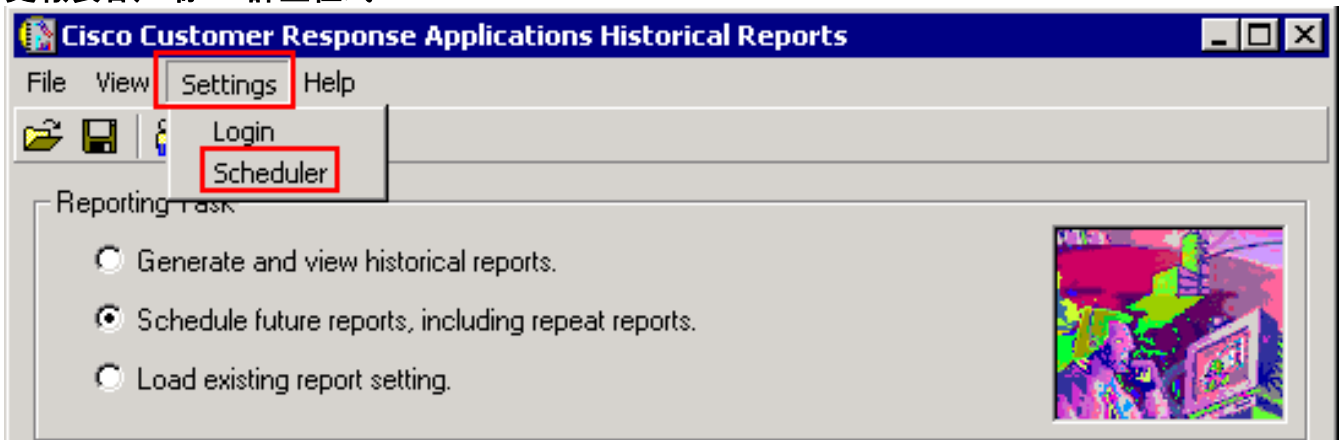 Cisco Customer Response Applications Historical Reports
File View Settings Help
Login
Scheduler
Reporting Task
Generate and view historical reports.
Schedule future reports, including repeat reports.
Load existing report setting.